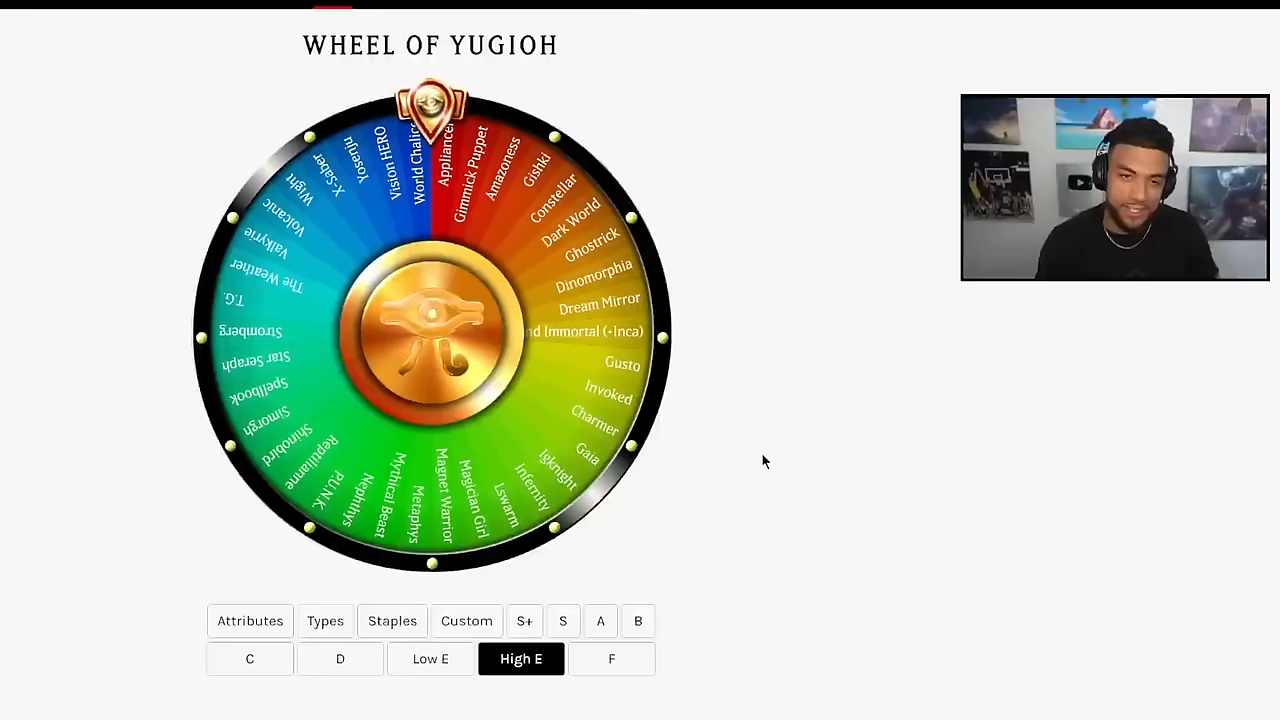 WHEEL OF YUGIOH
Appliancer
Gimmick Puppet
Amazoness
Gishki
Constellar
Dark World
Ghostrick
Dinomorphia
Dream Mirror
nd Immortal (+Inca)
Gusto
Invoked
Charmer
Gaia
Igknight
Infernity
Lswarm
Magician Girl
Magnet Warrior
Metaphys
Mythical Beast
Nephthys
P.U.N.K.
Reptilianne
Shinobird
Simorgh
Spellbook
Star Seraph
Stromberg
T.G.
The Weather
Valkyrie
Volcanic
Wight
X-Saber
Yosenju
Vision HERO
World Chalice
Attributes Types Staples Custom S+ S A B
C D Low E High E F